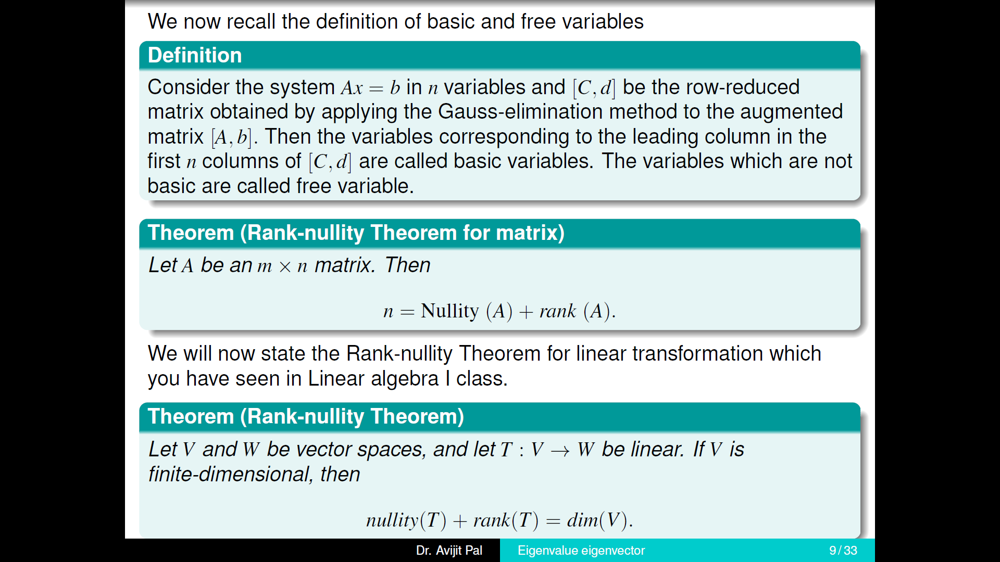 We now recall the definition of basic and free variables
Definition
Consider the system Ax = b in n variables and [C, d] be the row-reduced
matrix obtained by applying the Gauss-elimination method to the augmented
matrix [A, b]. Then the variables corresponding to the leading column in the
first n columns of [C, d] are called basic variables. The variables which are not
basic are called free variable.
Theorem (Rank-nullity Theorem for matrix)
Let A be an m × n matrix. Then
n = Nullity (A) + rank (A).
We will now state the Rank-nullity Theorem for linear transformation which
you have seen in Linear algebra I class.
Theorem (Rank-nullity Theorem)
Let V and W be vector spaces, and let T : V → W be linear. If V is
finite-dimensional, then
nullity(T) + rank(T) = dim(V).
Dr. Avijit Pal Eigenvalue eigenvector 9 / 33